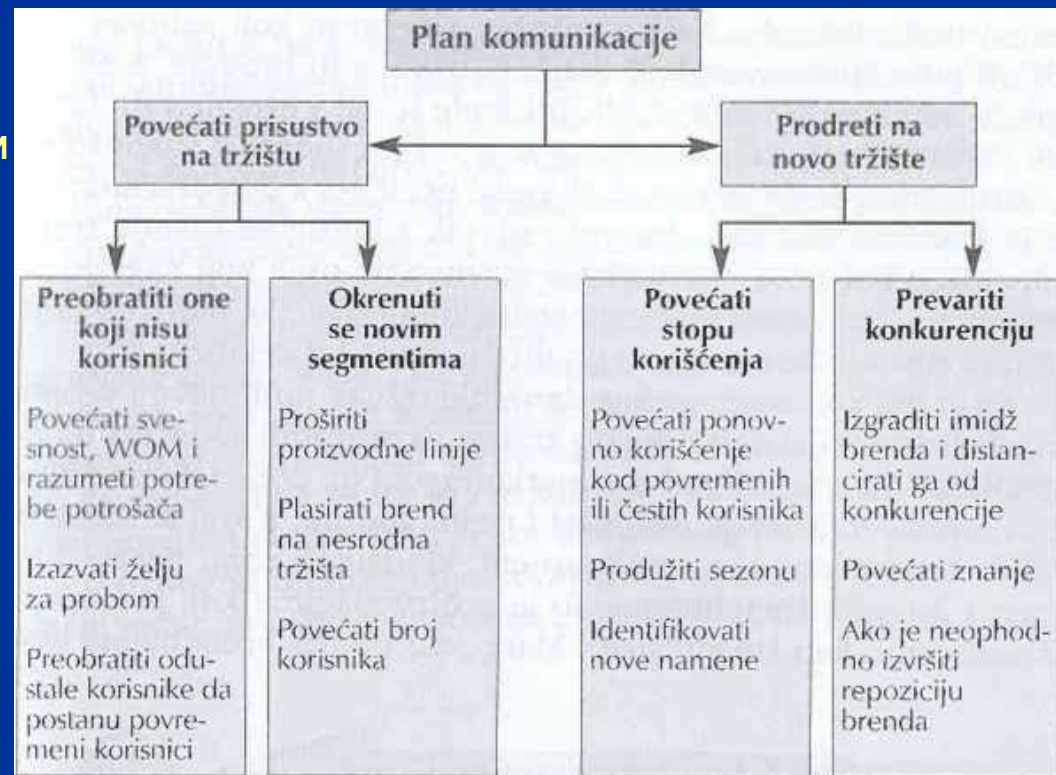 Plan komunikacije
Povećati prisustvo
na tržištu
Prodreti na
novo tržište
Preobratiti one
koji nisu
korisnici
Povećati sve-
snost, WOM i
razumeti potre-
be potrošača
Izazvati želju
za probom
Preobratiti odu-
stale korisnike da
postanu povre-
meni korisnici
Okrenuti
se novim
segmentima
Proširiti
proizvodne linije
Plasirati brend
na nesrodna
tržišta
Povećati broj
korisnika
Povećati
stopu
korišćenja
Povećati ponov-
no korišćenje
kod povremenih
ili čestih korisnika
Produžiti sezonu
Identifikovati
nove namene
Prevariti
konkurenciju
Izgraditi imidž
brenda i distan-
cirati ga od
konkurencije
Povećati znanje
Ako je neophod-
no izvršiti
repoziciju
brenda